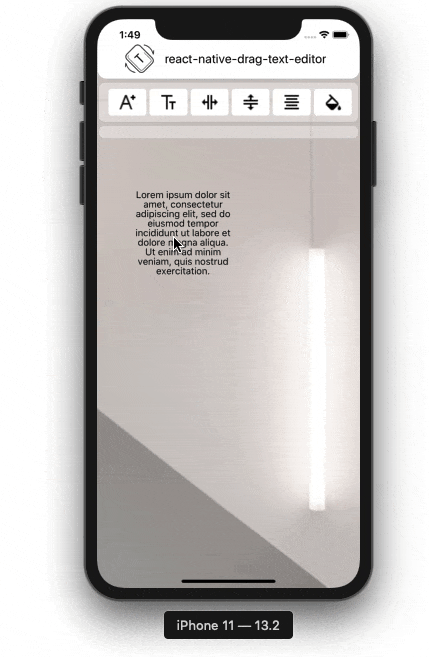 1:49
react-native-drag-text-editor
Lorem ipsum dolor sit
amet, consectetur
adipiscing elit, sed do
eiusmod tempor
incididunt ut labore et
dolore magna aliqua.
Ut enim ad minim
veniam, quis nostrud
exercitation.
iPhone 11 — 13.2